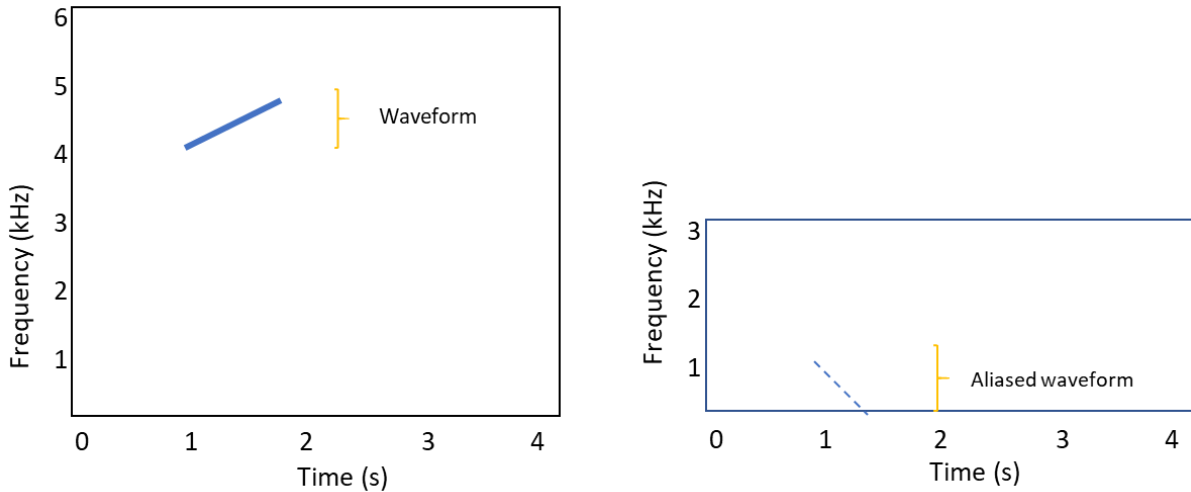 6
5
4
3
2
1
Frequency (kHz)
Waveform
0 1 2 3 4
Time (s)
3
2
1
Frequency (kHz)
Aliased waveform
0 1 2 3 4
Time (s)